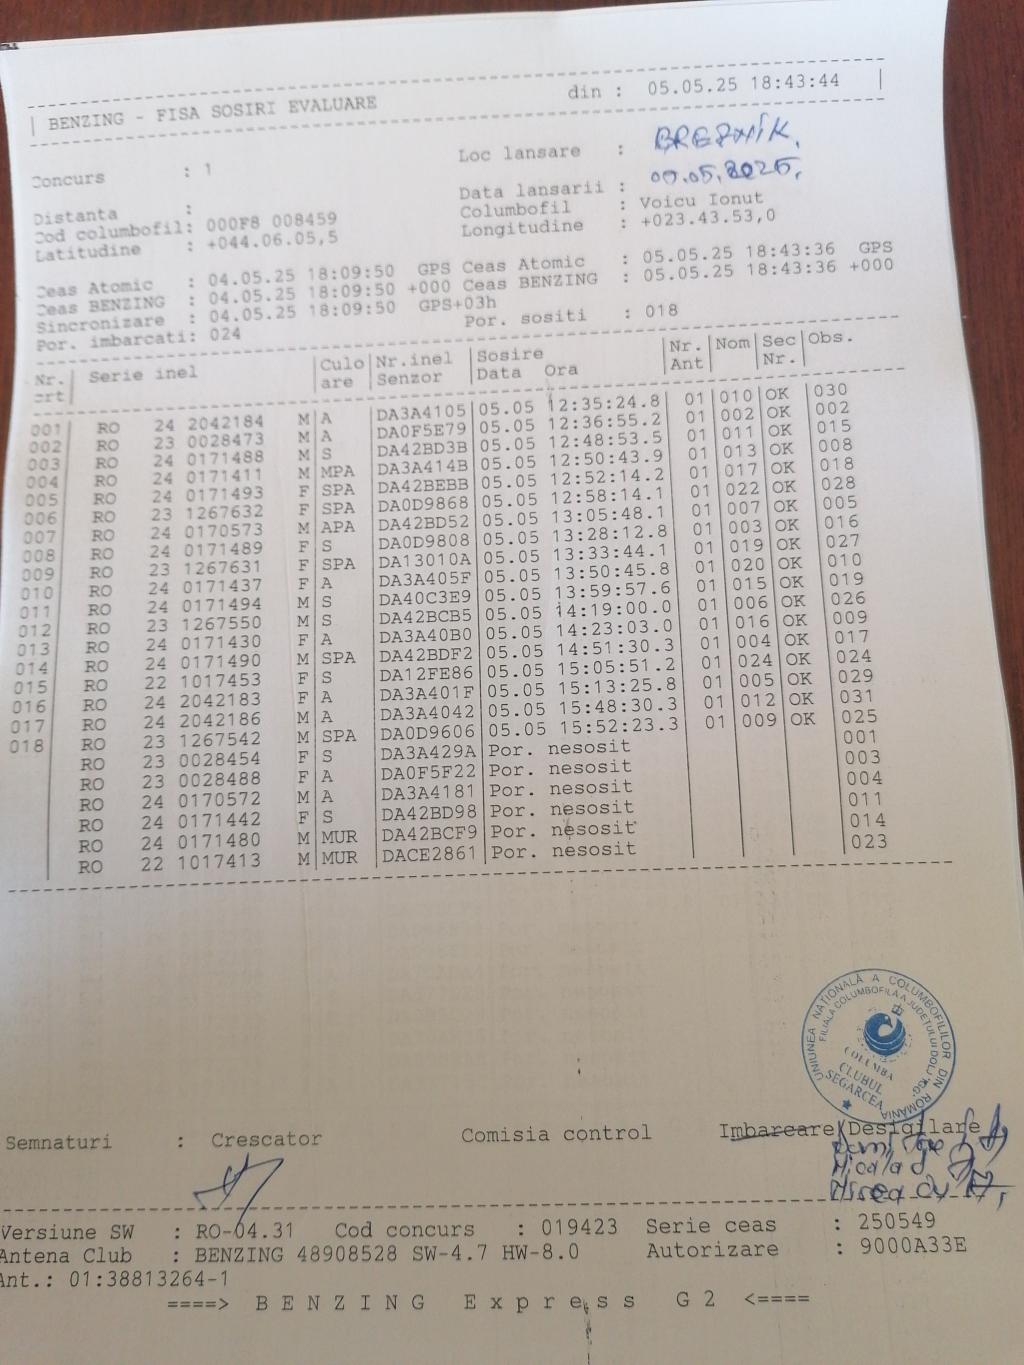 BENZING - FISA SOSIRI EVALUARE din : 05.05.25 18:43:44
Concurs : 1 Loc lansare : BREZNIK.
Data lansarii : 05.05.2025.
Distanta : Columbofil : Voicu Ionut
Cod columbofil: 000F8 008459 Longitudine : +023.43.53,0
Latitudine : +044.06.05,5
Ceas Atomic : 04.05.25 18:09:50 GPS Ceas Atomic : 05.05.25 18:43:36 GPS
Ceas BENZING : 04.05.25 18:09:50 +000 Ceas BENZING : 05.05.25 18:43:36 +000
Sincronizare : 04.05.25 18:09:50 GPS+03h
Por. imbarcati: 024 Por. sositi : 018
Nr. | Serie inel | Culo | Nr.inel | Sosire | Nr. | Nom | Sec | Obs.
crt | are | Senzor | Data Ora | Ant | Nr.
001 RO 24 2042184 M A DA3A4105 05.05 12:35:24.8 01 010 OK 030
002 RO 23 0028473 M A DA0F5E79 05.05 12:36:55.2 01 002 OK 002
003 RO 24 0171488 M S DA42BD3B 05.05 12:48:53.5 01 011 OK 015
004 RO 24 0171411 M MPA DA3A414B 05.05 12:50:43.9 01 013 OK 008
005 RO 24 0171493 F SPA DA42BEBB 05.05 12:52:14.2 01 017 OK 018
006 RO 23 1267632 F SPA DA0D9868 05.05 12:58:14.1 01 022 OK 028
007 RO 24 0170573 M APA DA42BD52 05.05 13:05:48.1 01 007 OK 005
008 RO 24 0171489 F S DA0D9808 05.05 13:28:12.8 01 003 OK 016
009 RO 23 1267631 F SPA DA13010A 05.05 13:33:44.1 01 019 OK 027
010 RO 24 0171437 F A DA3A405F 05.05 13:50:45.8 01 020 OK 010
011 RO 24 0171494 M S DA40C3E9 05.05 13:59:57.6 01 015 OK 019
012 RO 23 1267550 M S DA42BCB5 05.05 14:19:00.0 01 006 OK 026
013 RO 24 0171430 F A DA3A40B0 05.05 14:23:03.0 01 016 OK 009
014 RO 24 0171490 M SPA DA42BDF2 05.05 14:51:30.3 01 004 OK 017
015 RO 22 1017453 F S DA12FE86 05.05 15:05:51.2 01 024 OK 024
016 RO 24 2042183 F A DA3A401F 05.05 15:13:25.8 01 005 OK 029
017 RO 24 2042186 M A DA3A4042 05.05 15:48:30.3 01 012 OK 031
018 RO 23 1267542 M SPA DA0D9606 05.05 15:52:23.3 01 009 OK 025
RO 23 0028454 F S DA3A429A Por. nesosit 001
RO 23 0028488 F A DA0F5F22 Por. nesosit 003
RO 24 0170572 M A DA3A4181 Por. nesosit 004
RO 24 0171442 F S DA42BD98 Por. nesosit 011
RO 24 0171480 M MUR DA42BCF9 Por. nesosit 014
RO 22 1017413 M MUR DACE2861 Por. nesosit 023
UNIUNEA NAȚIONALĂ A COLUMBOFILILOR DIN ROMÂNIA
FILIALA COLUMBOFILĂ A JUDEȚULUI DOLJ
COLUMBA
CLUBUL
SEGARCEA
Semnaturi : Crescator Comisia control Imbarcare/Desigilare
Versiune SW : RO-04.31 Cod concurs : 019423 Serie ceas : 250549
Antena Club : BENZING 48908528 SW-4.7 HW-8.0 Autorizare : 9000A33E
Ant.: 01:38813264-1
====> BENZING Express G2 <====